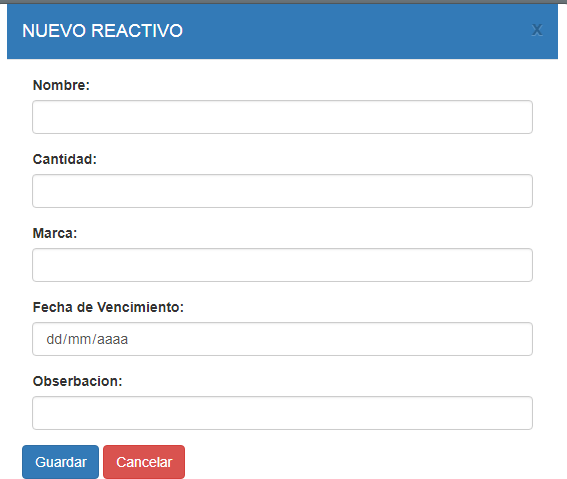 NUEVO REACTIVO x
Nombre:
Cantidad:
Marca:
Fecha de Vencimiento:
dd/mm/aaaa
Obserbacion:
Guardar Cancelar